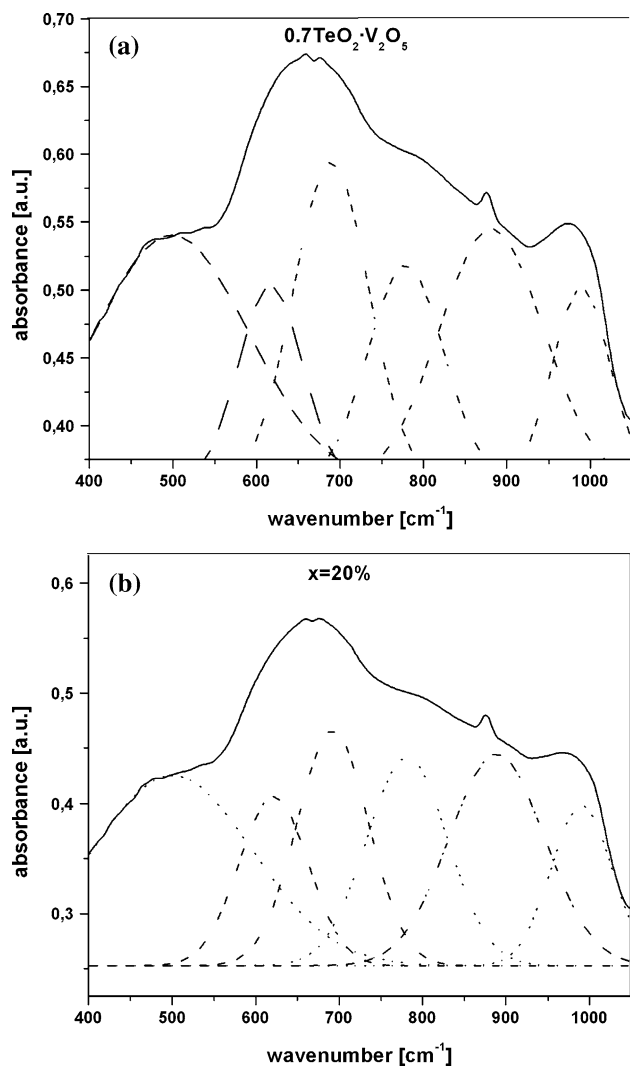 (a)
0.7TeO₂·V₂O₅
0,70
0,65
0,60
0,55
0,50
0,45
0,40
absorbance [a.u.]
400 500 600 700 800 900 1000
wavenumber [cm⁻¹]
(b)
x=20%
0,6
0,5
0,4
0,3
absorbance [a.u.]
400 500 600 700 800 900 1000
wavenumber [cm⁻¹]